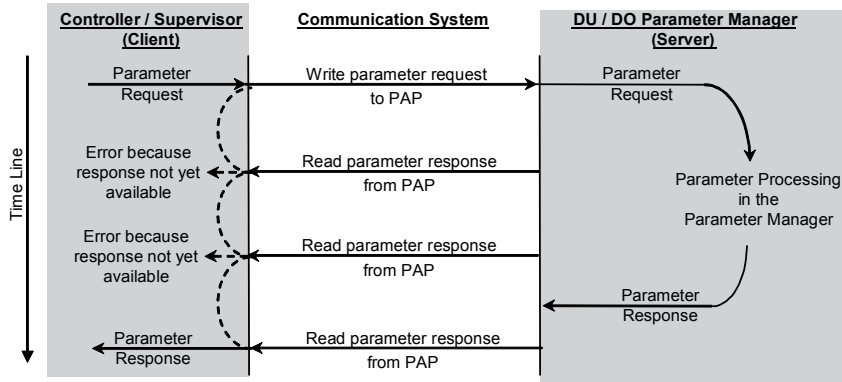 Controller / Supervisor
(Client)
Communication System
DU / DO Parameter Manager
(Server)
Time Line
Parameter
Request
Write parameter request
to PAP
Parameter
Request
Error because
response not yet
available
Read parameter response
from PAP
Parameter Processing
in the
Parameter Manager
Error because
response not yet
available
Read parameter response
from PAP
Parameter
Response
Parameter
Response
Read parameter response
from PAP